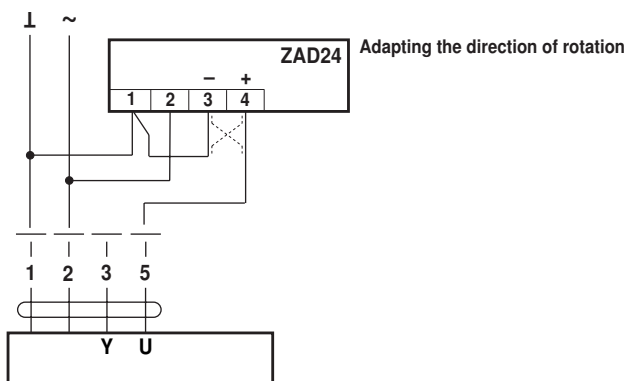 ⊥ ~
ZAD24
Adapting the direction of rotation
– +
1 2 3 4
1 2 3 5
Y U